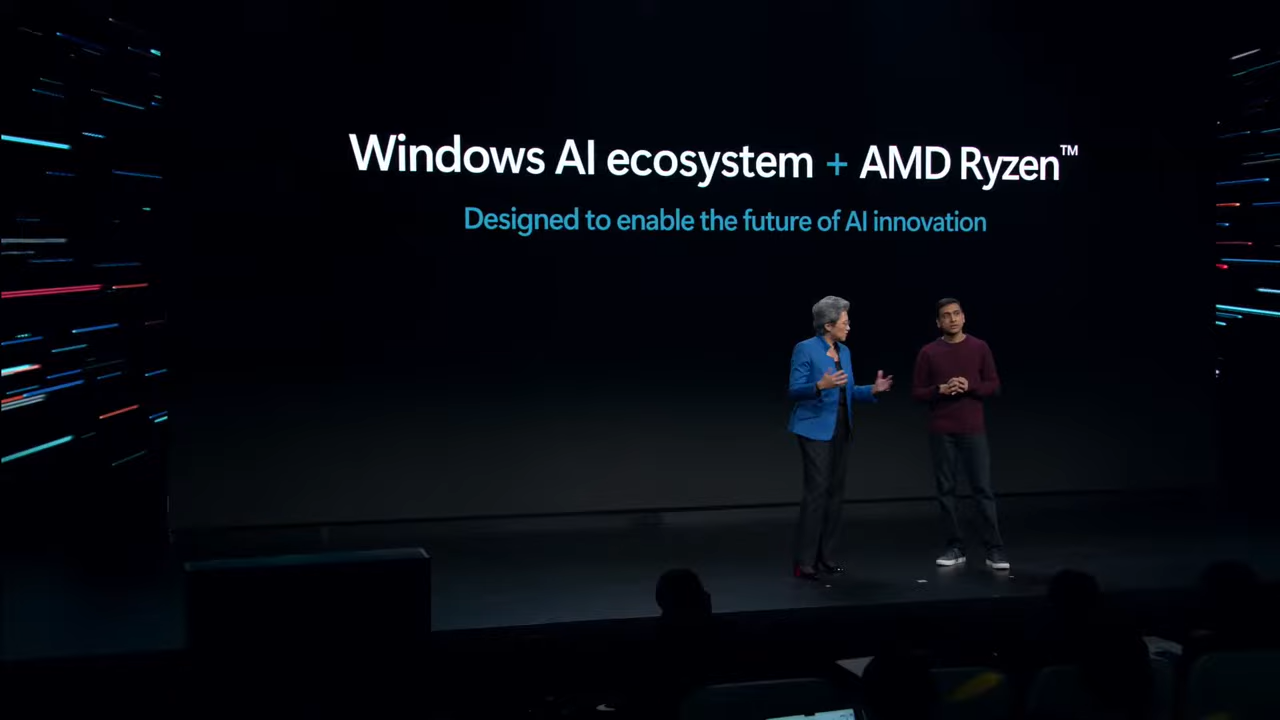 Windows AI ecosystem + AMD Ryzen™
Designed to enable the future of AI innovation